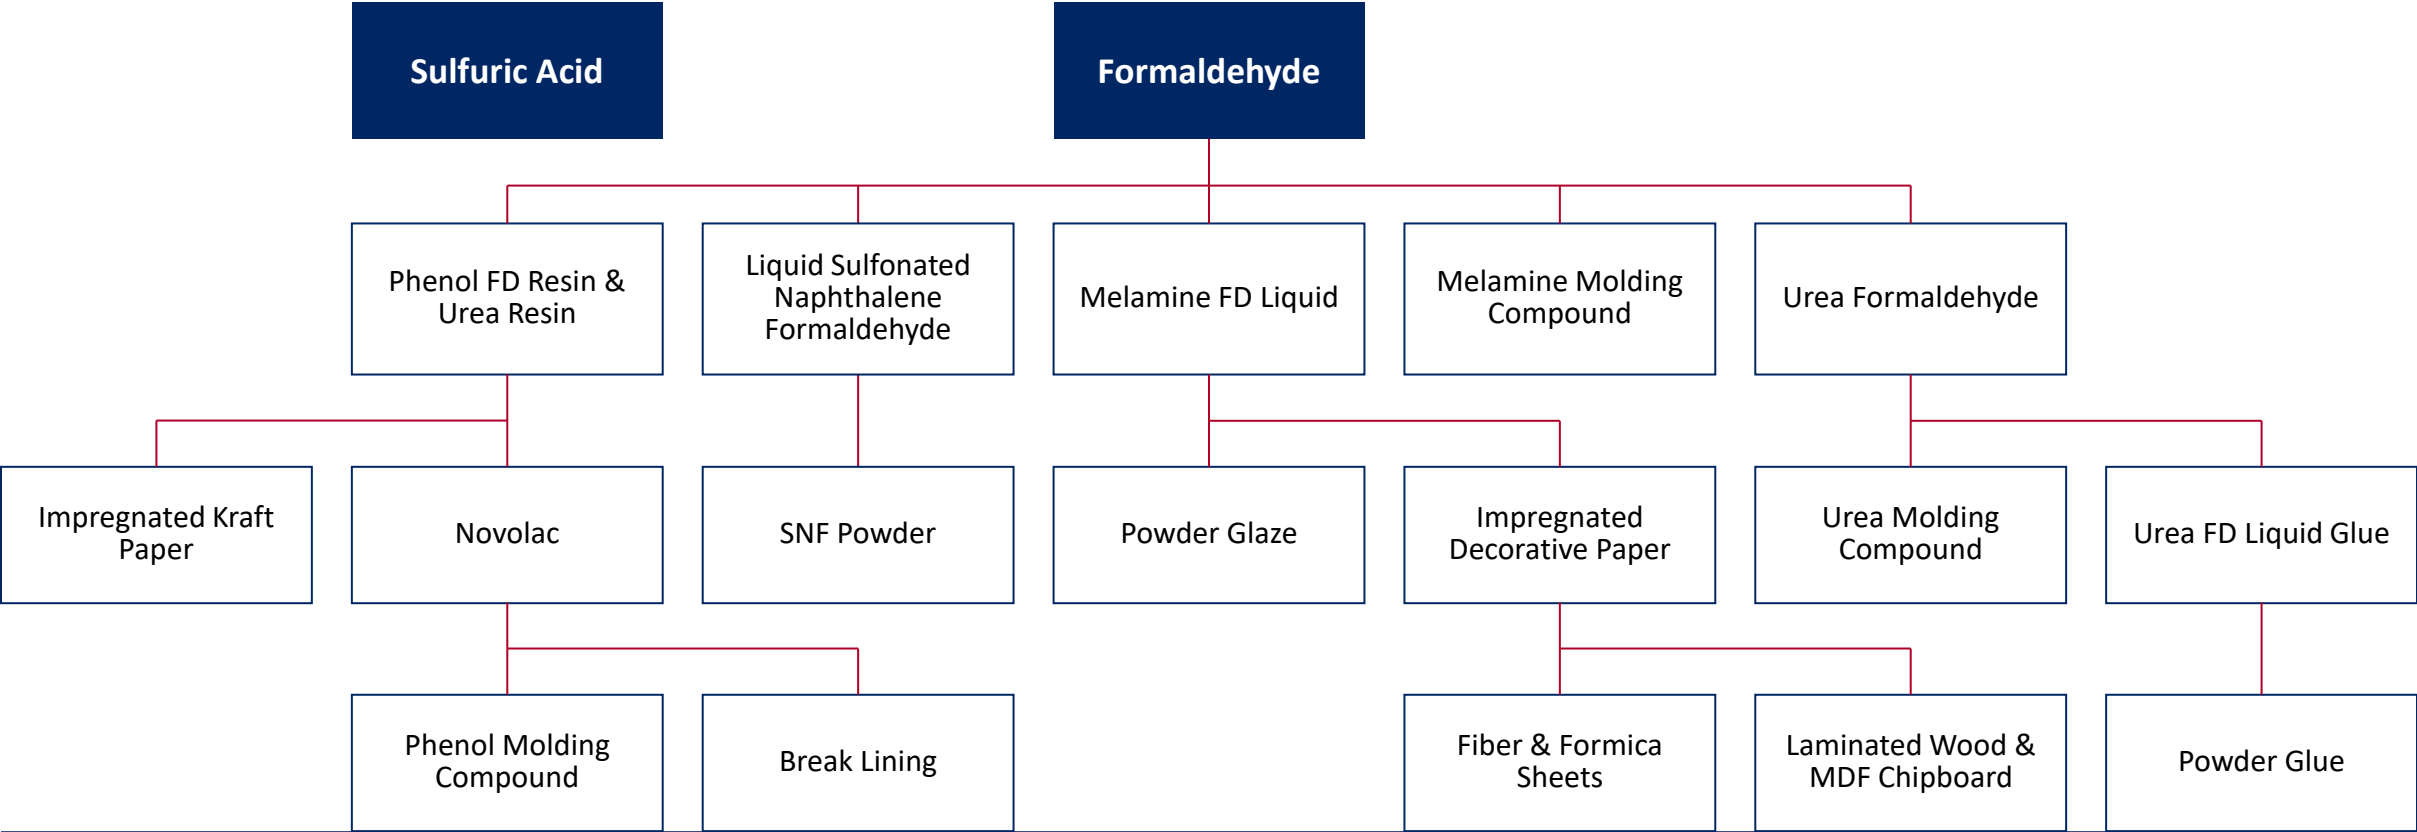 Sulfuric Acid
Formaldehyde
Phenol FD Resin &
Urea Resin
Liquid Sulfonated
Naphthalene
Formaldehyde
Melamine FD Liquid
Melamine Molding
Compound
Urea Formaldehyde
Impregnated Kraft
Paper
Novolac
SNF Powder
Powder Glaze
Impregnated
Decorative Paper
Urea Molding
Compound
Urea FD Liquid Glue
Phenol Molding
Compound
Break Lining
Fiber & Formica
Sheets
Laminated Wood &
MDF Chipboard
Powder Glue